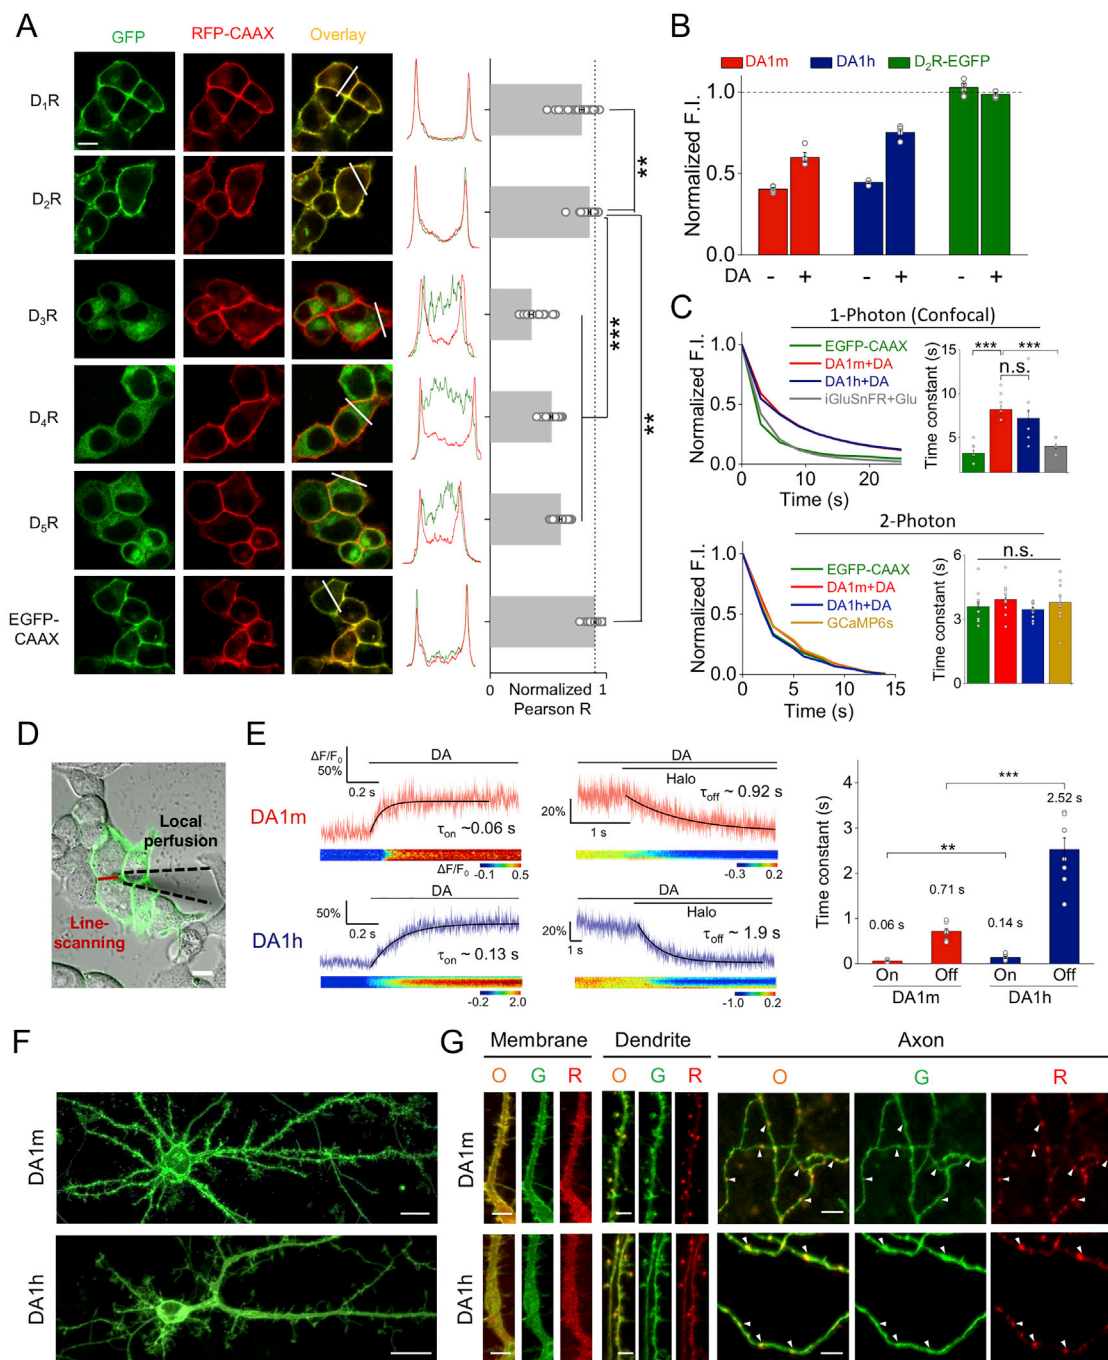 A
GFP
RFP-CAAX
Overlay
D₁R
D₂R
D₃R
D₄R
D₅R
EGFP-
CAAX
**
***
**
0
1
Normalized
Pearson R
B
DA1m
DA1h
D₂R-EGFP
Normalized F.I.
1.0
0.5
0.0
DA
-
+
-
+
-
+
C
1-Photon (Confocal)
Normalized F.I.
1.0
0.5
0.0
0
10
20
Time (s)
EGFP-CAAX
DA1m+DA
DA1h+DA
iGluSnFR+Glu
Time constant (s)
15
10
5
***
***
n.s.
2-Photon
Normalized F.I.
1.0
0.5
0.0
0
5
10
15
Time (s)
EGFP-CAAX
DA1m+DA
DA1h+DA
GCaMP6s
Time constant (s)
6
3
0
n.s.
D
Local
perfusion
Line-
scanning
E
DA1m
ΔF/F₀
50%
0.2 s
DA
τon ~0.06 s
ΔF/F₀
-0.1
0.5
DA
Halo
τoff ~ 0.92 s
20%
1 s
-0.3
0.2
DA1h
50%
0.2 s
DA
τon ~ 0.13 s
-0.2
2.0
DA
Halo
τoff ~ 1.9 s
20%
1 s
-1.0
0.2
Time constant (s)
4
3
2
1
0
***
**
0.06 s
0.71 s
0.14 s
2.52 s
On
Off
On
Off
DA1m
DA1h
F
DA1m
DA1h
G
Membrane
Dendrite
Axon
O
G
R
O
G
R
O
G
R
DA1m
DA1h